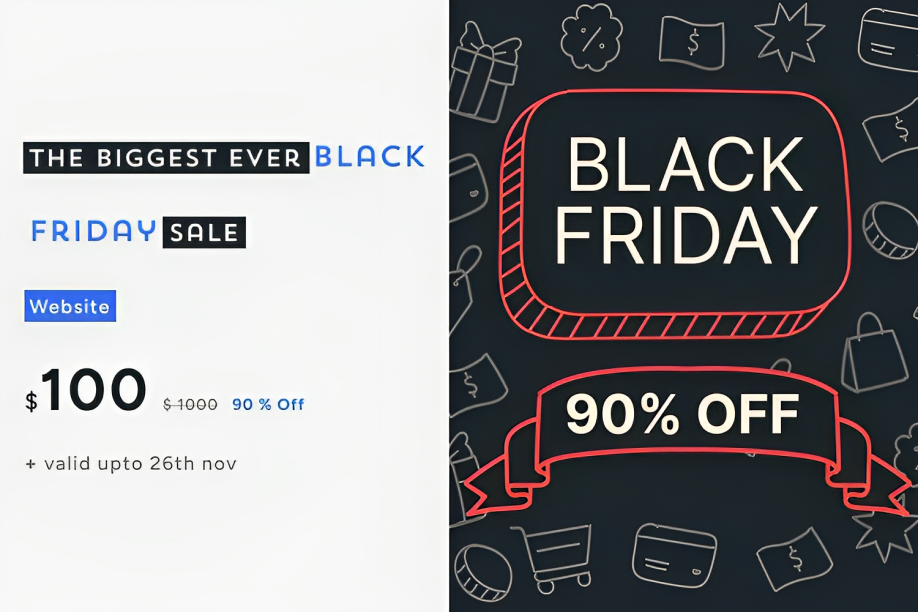 THE BIGGEST EVER BLACK
FRIDAY SALE
Website
$100 $ 1000 90 % Off
+ valid upto 26th nov
BLACK
FRIDAY
90% OFF